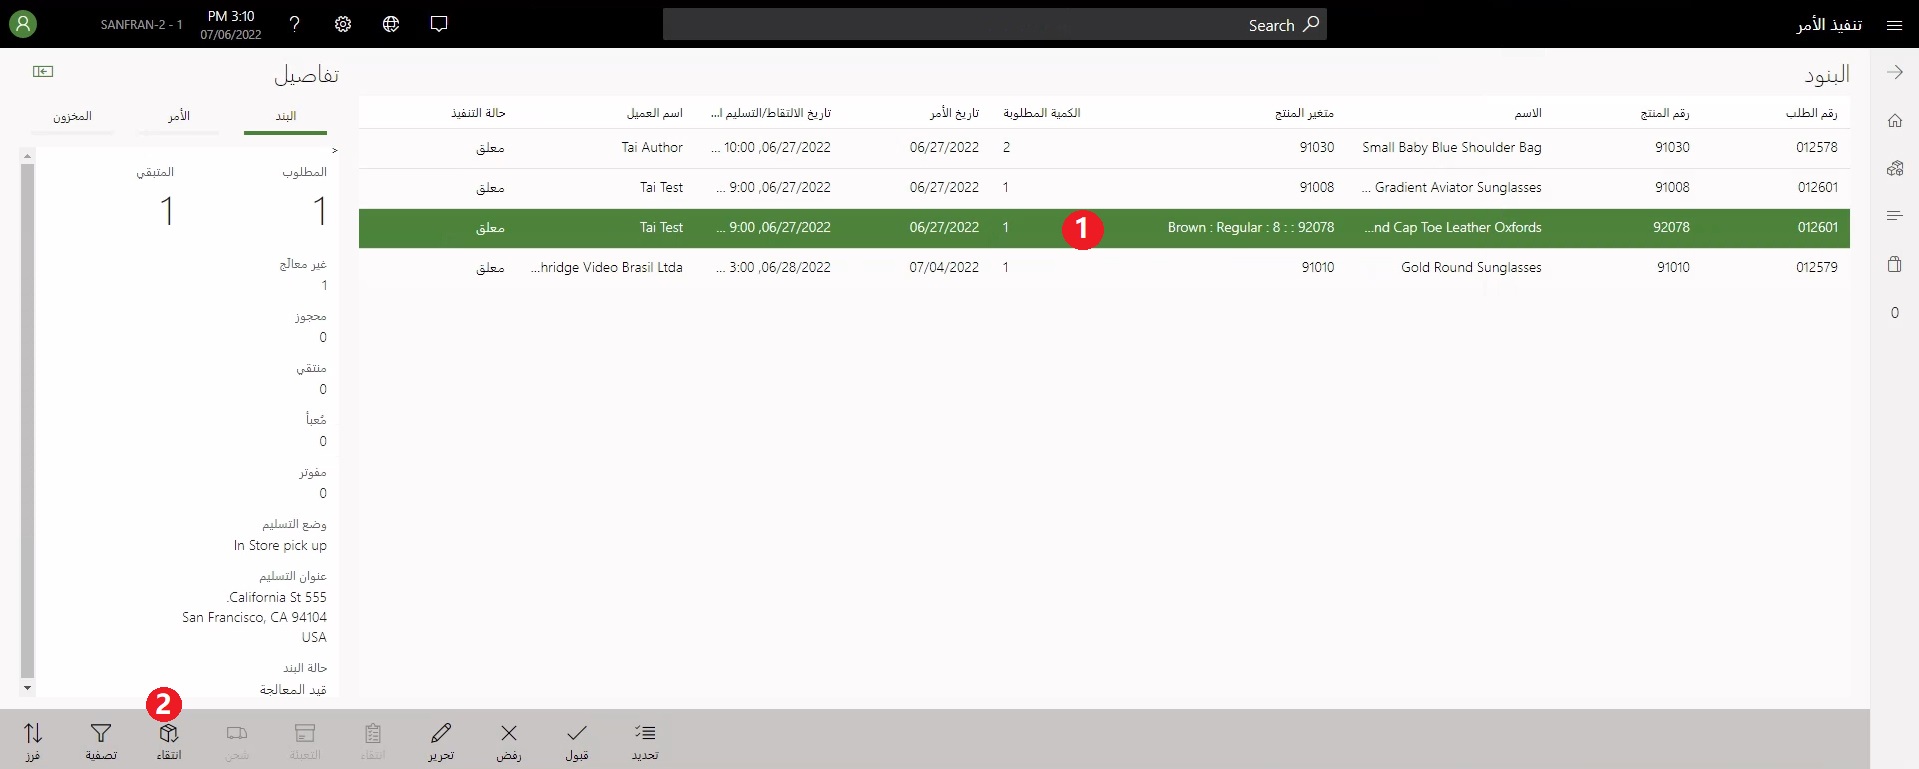 تنفيذ الأمر
Search
PM 3:10
07/06/2022
SANFRAN-2 - 1
البنود
رقم الطلب رقم المنتج الاسم متغير المنتج الكمية المطلوبة تاريخ الأمر تاريخ الالتقاط/التسليم ا... اسم العميل حالة التنفيذ
012578 91030 Small Baby Blue Shoulder Bag 91030 2 06/27/2022 06/27/2022, 10:00 ... Tai Author معلق
012601 91008 Gradient Aviator Sunglasses ... 91008 1 06/27/2022 06/27/2022, 9:00 ... Tai Test معلق
012601 92078 ...nd Cap Toe Leather Oxfords Brown : Regular : 8 : : 92078 1 06/27/2022 06/27/2022, 9:00 ... Tai Test معلق
1
012579 91010 Gold Round Sunglasses 91010 1 07/04/2022 06/28/2022, 3:00 ... ...hridge Video Brasil Ltda معلق
0
تفاصيل
البند الأمر المخزون
المطلوب المتبقي
1 1
غير معالَج
1
محجوز
0
منتقي
0
مُعبأ
0
مفوتر
0
وضع التسليم
In Store pick up
عنوان التسليم
.California St 555
San Francisco, CA 94104
USA
حالة البند
قيد المعالجة
2
تحديد قبول رفض تحرير انتقاء التعبئة شحن انتقاء تصفية فرز